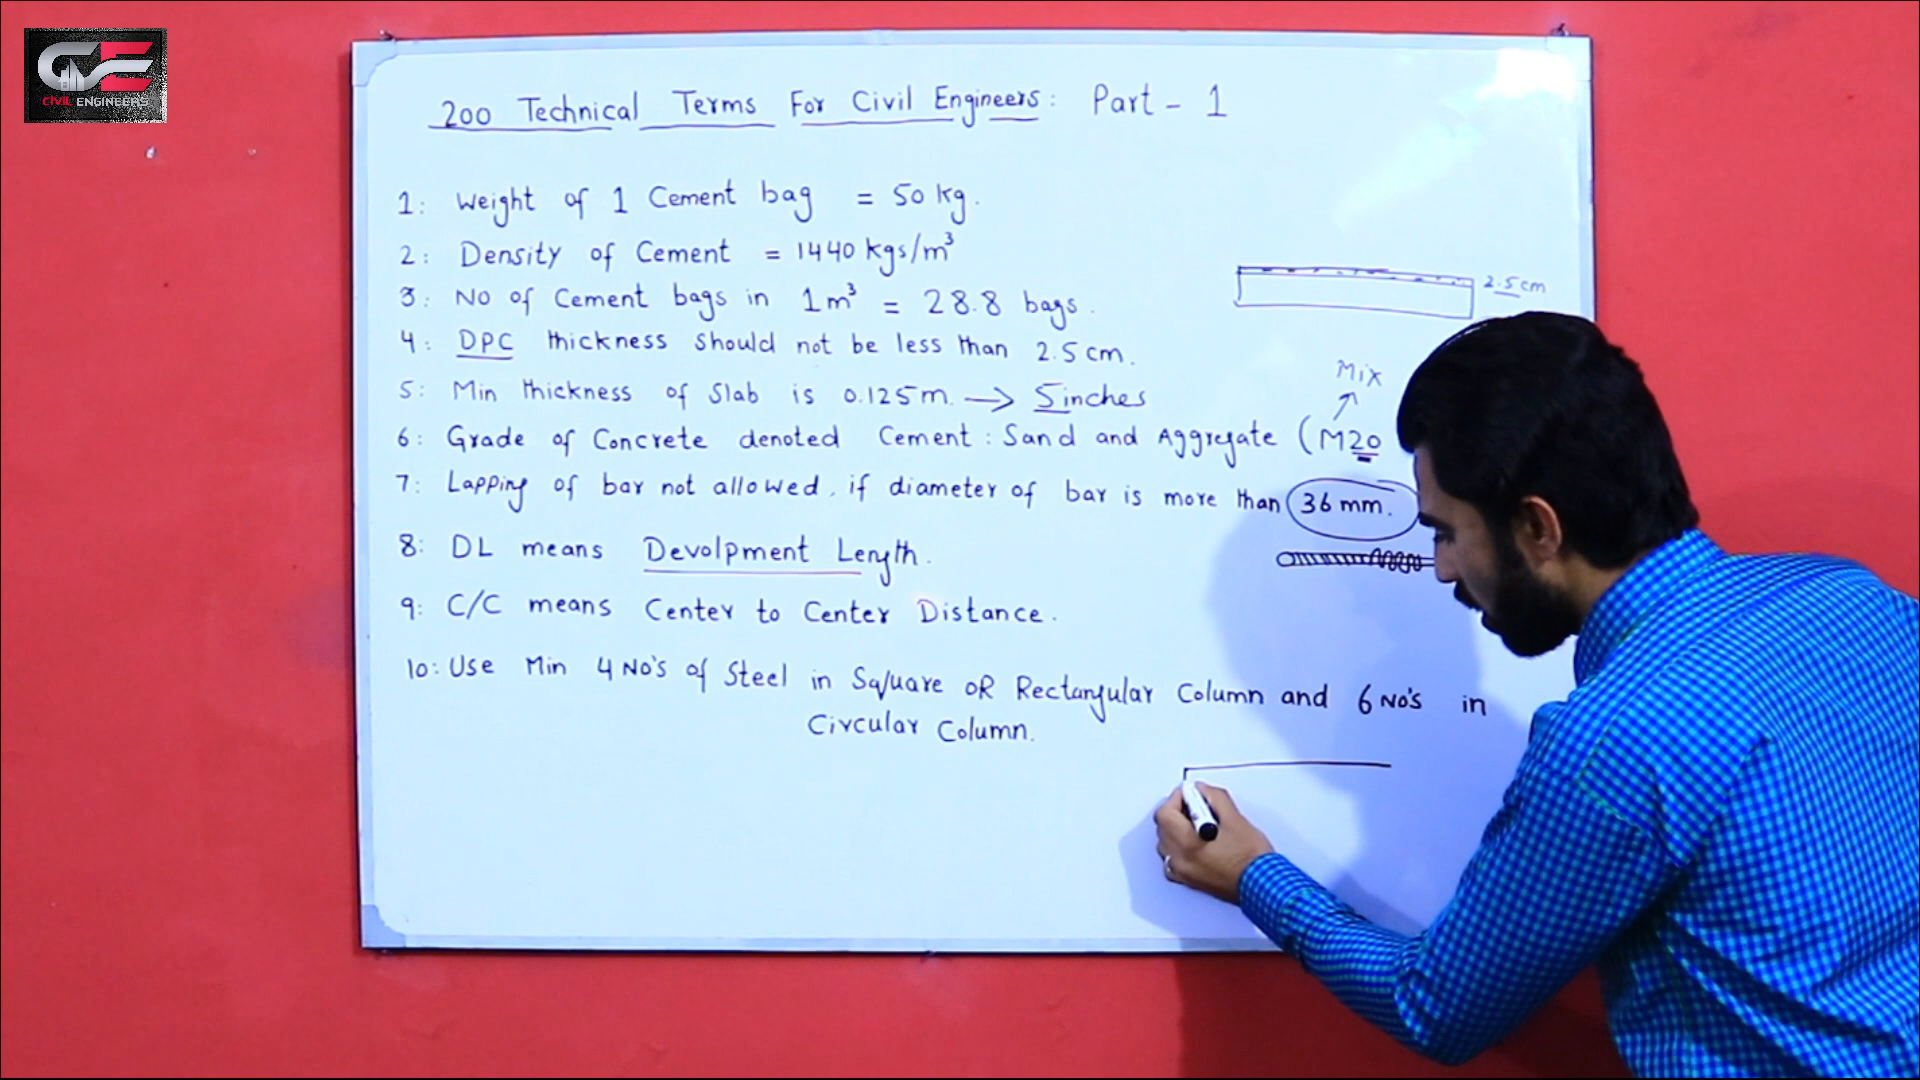 CIVIL ENGINEERS
200 Technical Terms For Civil Engineers: Part - 1
1: Weight of 1 Cement bag = 50 kg.
2: Density of Cement = 1440 kgs/m³
3: No of Cement bags in 1m³ = 28.8 bags.
2.5 cm
4: DPC thickness should not be less than 2.5 cm.
Mix
5: Min thickness of Slab is 0.125m. → 5inches
6: Grade of Concrete denoted Cement: Sand and Aggregate (M20
7: Lapping of bar not allowed, if diameter of bar is more than 36 mm.
8: DL means Devolpment Length.
9: C/C means Center to Center Distance.
10: Use Min 4 No's of Steel in Square OR Rectangular Column and 6 No's in
Circular Column.